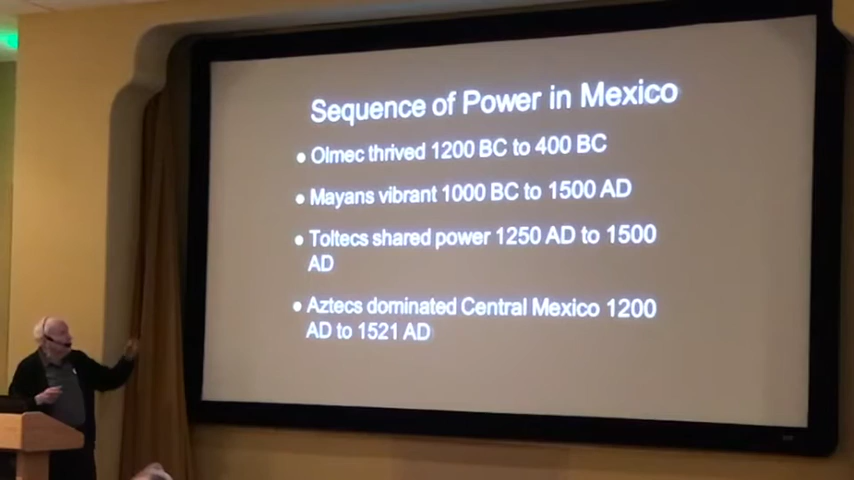 Sequence of Power in Mexico
• Olmec thrived 1200 BC to 400 BC
• Mayans vibrant 1000 BC to 1500 AD
• Toltecs shared power 1250 AD to 1500
AD
• Aztecs dominated Central Mexico 1200
AD to 1521 AD